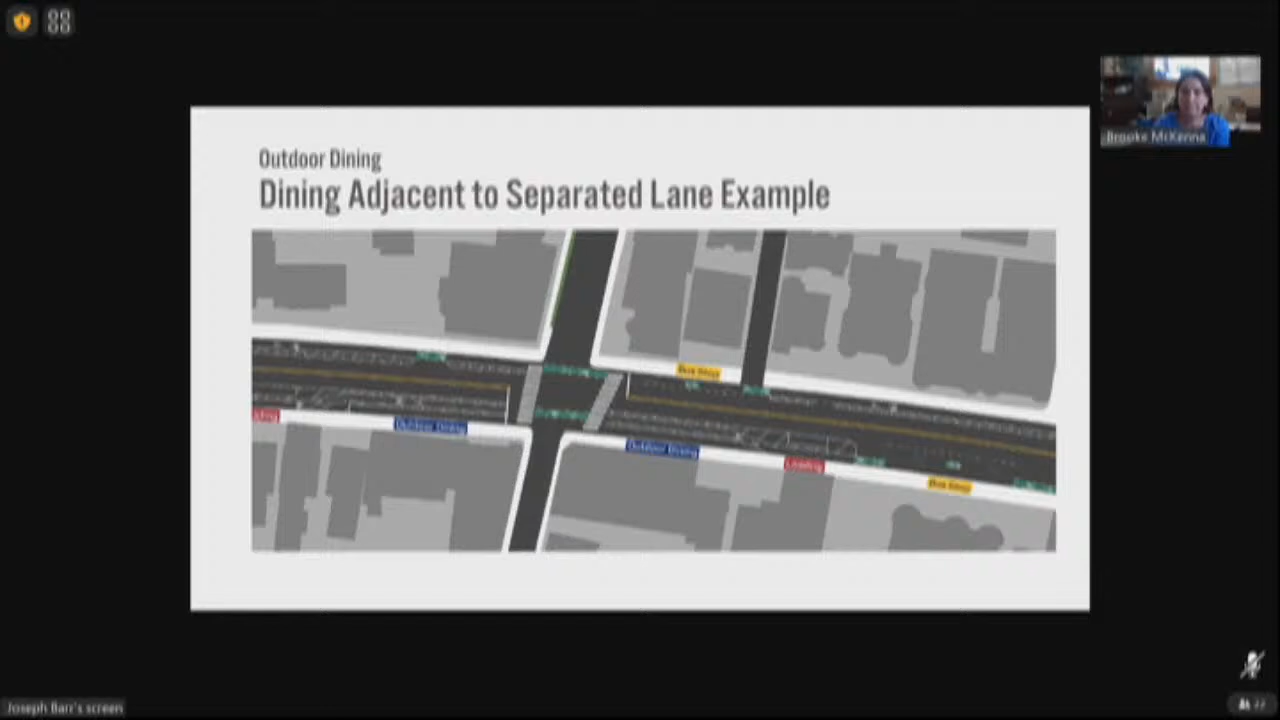 Brooke McKenna
Outdoor Dining
Dining Adjacent to Separated Lane Example
Bus Stop
Outdoor Dining
Outdoor Dining
Loading
Bus Stop
Joseph Barr's screen